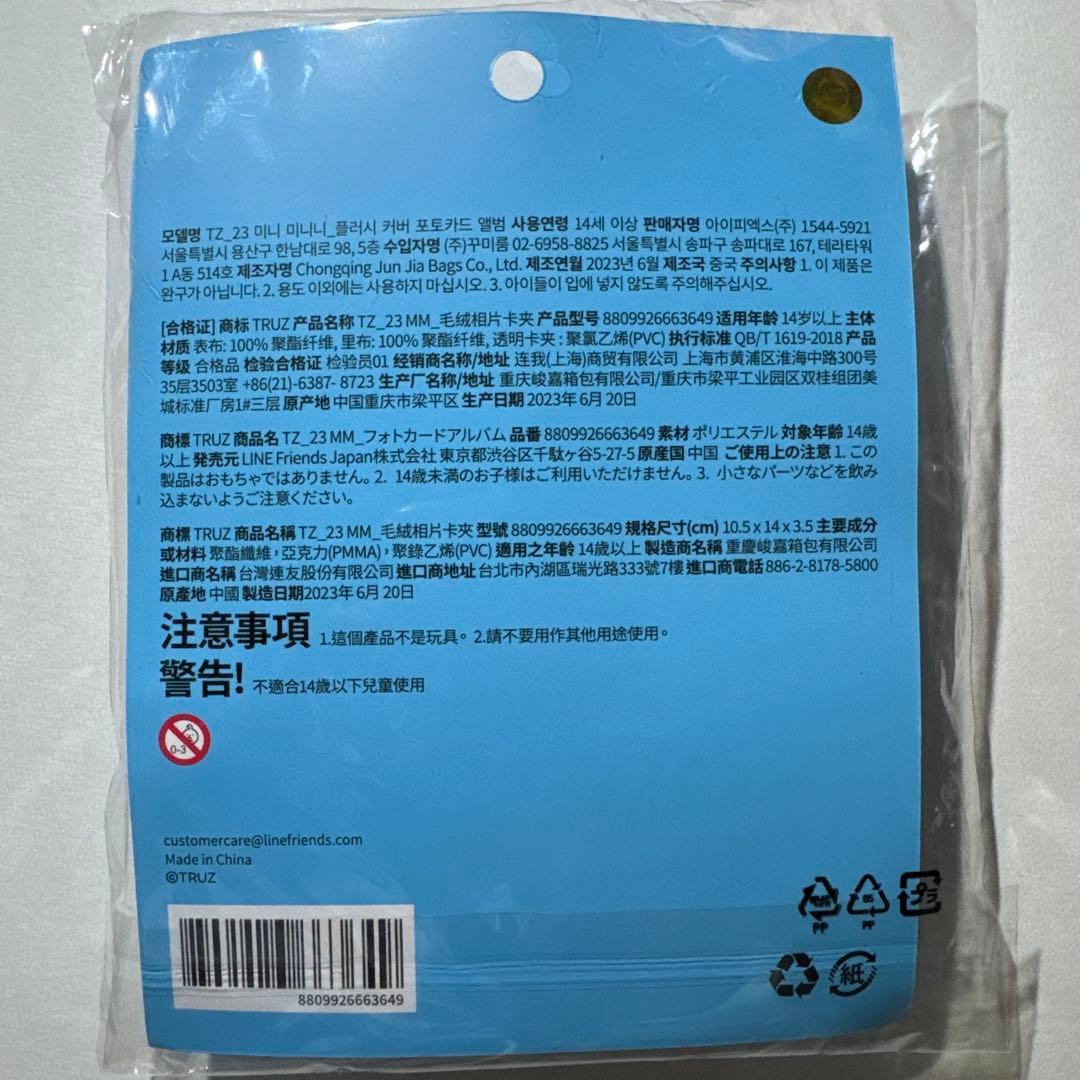 모델명 TZ_23 미니 미니니_플러시 커버 포토카드 앨범 사용연령 14세 이상 판매자명 아이피엑스(주) 1544-5921
서울특별시 용산구 한남대로 98, 5층 수입자명 (주)꾸미룸 02-6958-8825 서울특별시 송파구 송파대로 167, 테라타워
1 A동 514호 제조자명 Chongqing Jun Jia Bags Co., Ltd. 제조연월 2023년 6월 제조국 중국 주의사항 1. 이 제품은
완구가 아닙니다. 2. 용도 이외에는 사용하지 마십시오. 3. 아이들이 입에 넣지 않도록 주의해주십시오.
[合格证] 商标 TRUZ 产品名称 TZ_23 MM_毛绒相片卡夹 产品型号 8809926663649 适用年龄 14岁以上 主体
材质 表布: 100% 聚酯纤维, 里布: 100% 聚酯纤维, 透明卡夹 : 聚氯乙烯(PVC) 执行标准 QB/T 1619-2018 产品
等级 合格品 检验合格证 检验员01 经销商名称/地址 连我(上海)商贸有限公司 上海市黄浦区淮海中路300号
35层3503室 +86(21)-6387- 8723 生产厂名称/地址 重庆峻嘉箱包有限公司/重庆市梁平工业园区双桂组团美
城标准厂房1#三层 原产地 中国重庆市梁平区 生产日期 2023年 6月 20日
商標 TRUZ 商品名 TZ_23 MM_フォトカードアルバム 品番 8809926663649 素材 ポリエステル 対象年齢 14歳
以上 発売元 LINE Friends Japan株式会社 東京都渋谷区千駄ヶ谷5-27-5 原産国 中国 ご使用上の注意 1. この
製品はおもちゃではありません。2. 14歳未満のお子様はご利用いただけません。3. 小さなパーツなどを飲み
込まないようご注意ください。
商標 TRUZ 商品名稱 TZ_23 MM_毛絨相片卡夾 型號 8809926663649 規格尺寸(cm) 10.5 x 14 x 3.5 主要成分
或材料 聚酯纖維，亞克力(PMMA)，聚錄乙烯(PVC) 適用之年齡 14歲以上 製造商名稱 重慶峻嘉箱包有限公司
進口商名稱 台灣連友股份有限公司 進口商地址 台北市內湖區瑞光路333號7樓 進口商電話 886-2-8178-5800
原產地 中國 製造日期2023年 6月 20日
注意事項 1.這個產品不是玩具。 2.請不要用作其他用途使用。
警告! 不適合14歲以下兒童使用
0-3
customercare@linefriends.com
Made in China
©TRUZ
PP PP
紙
8809926663649